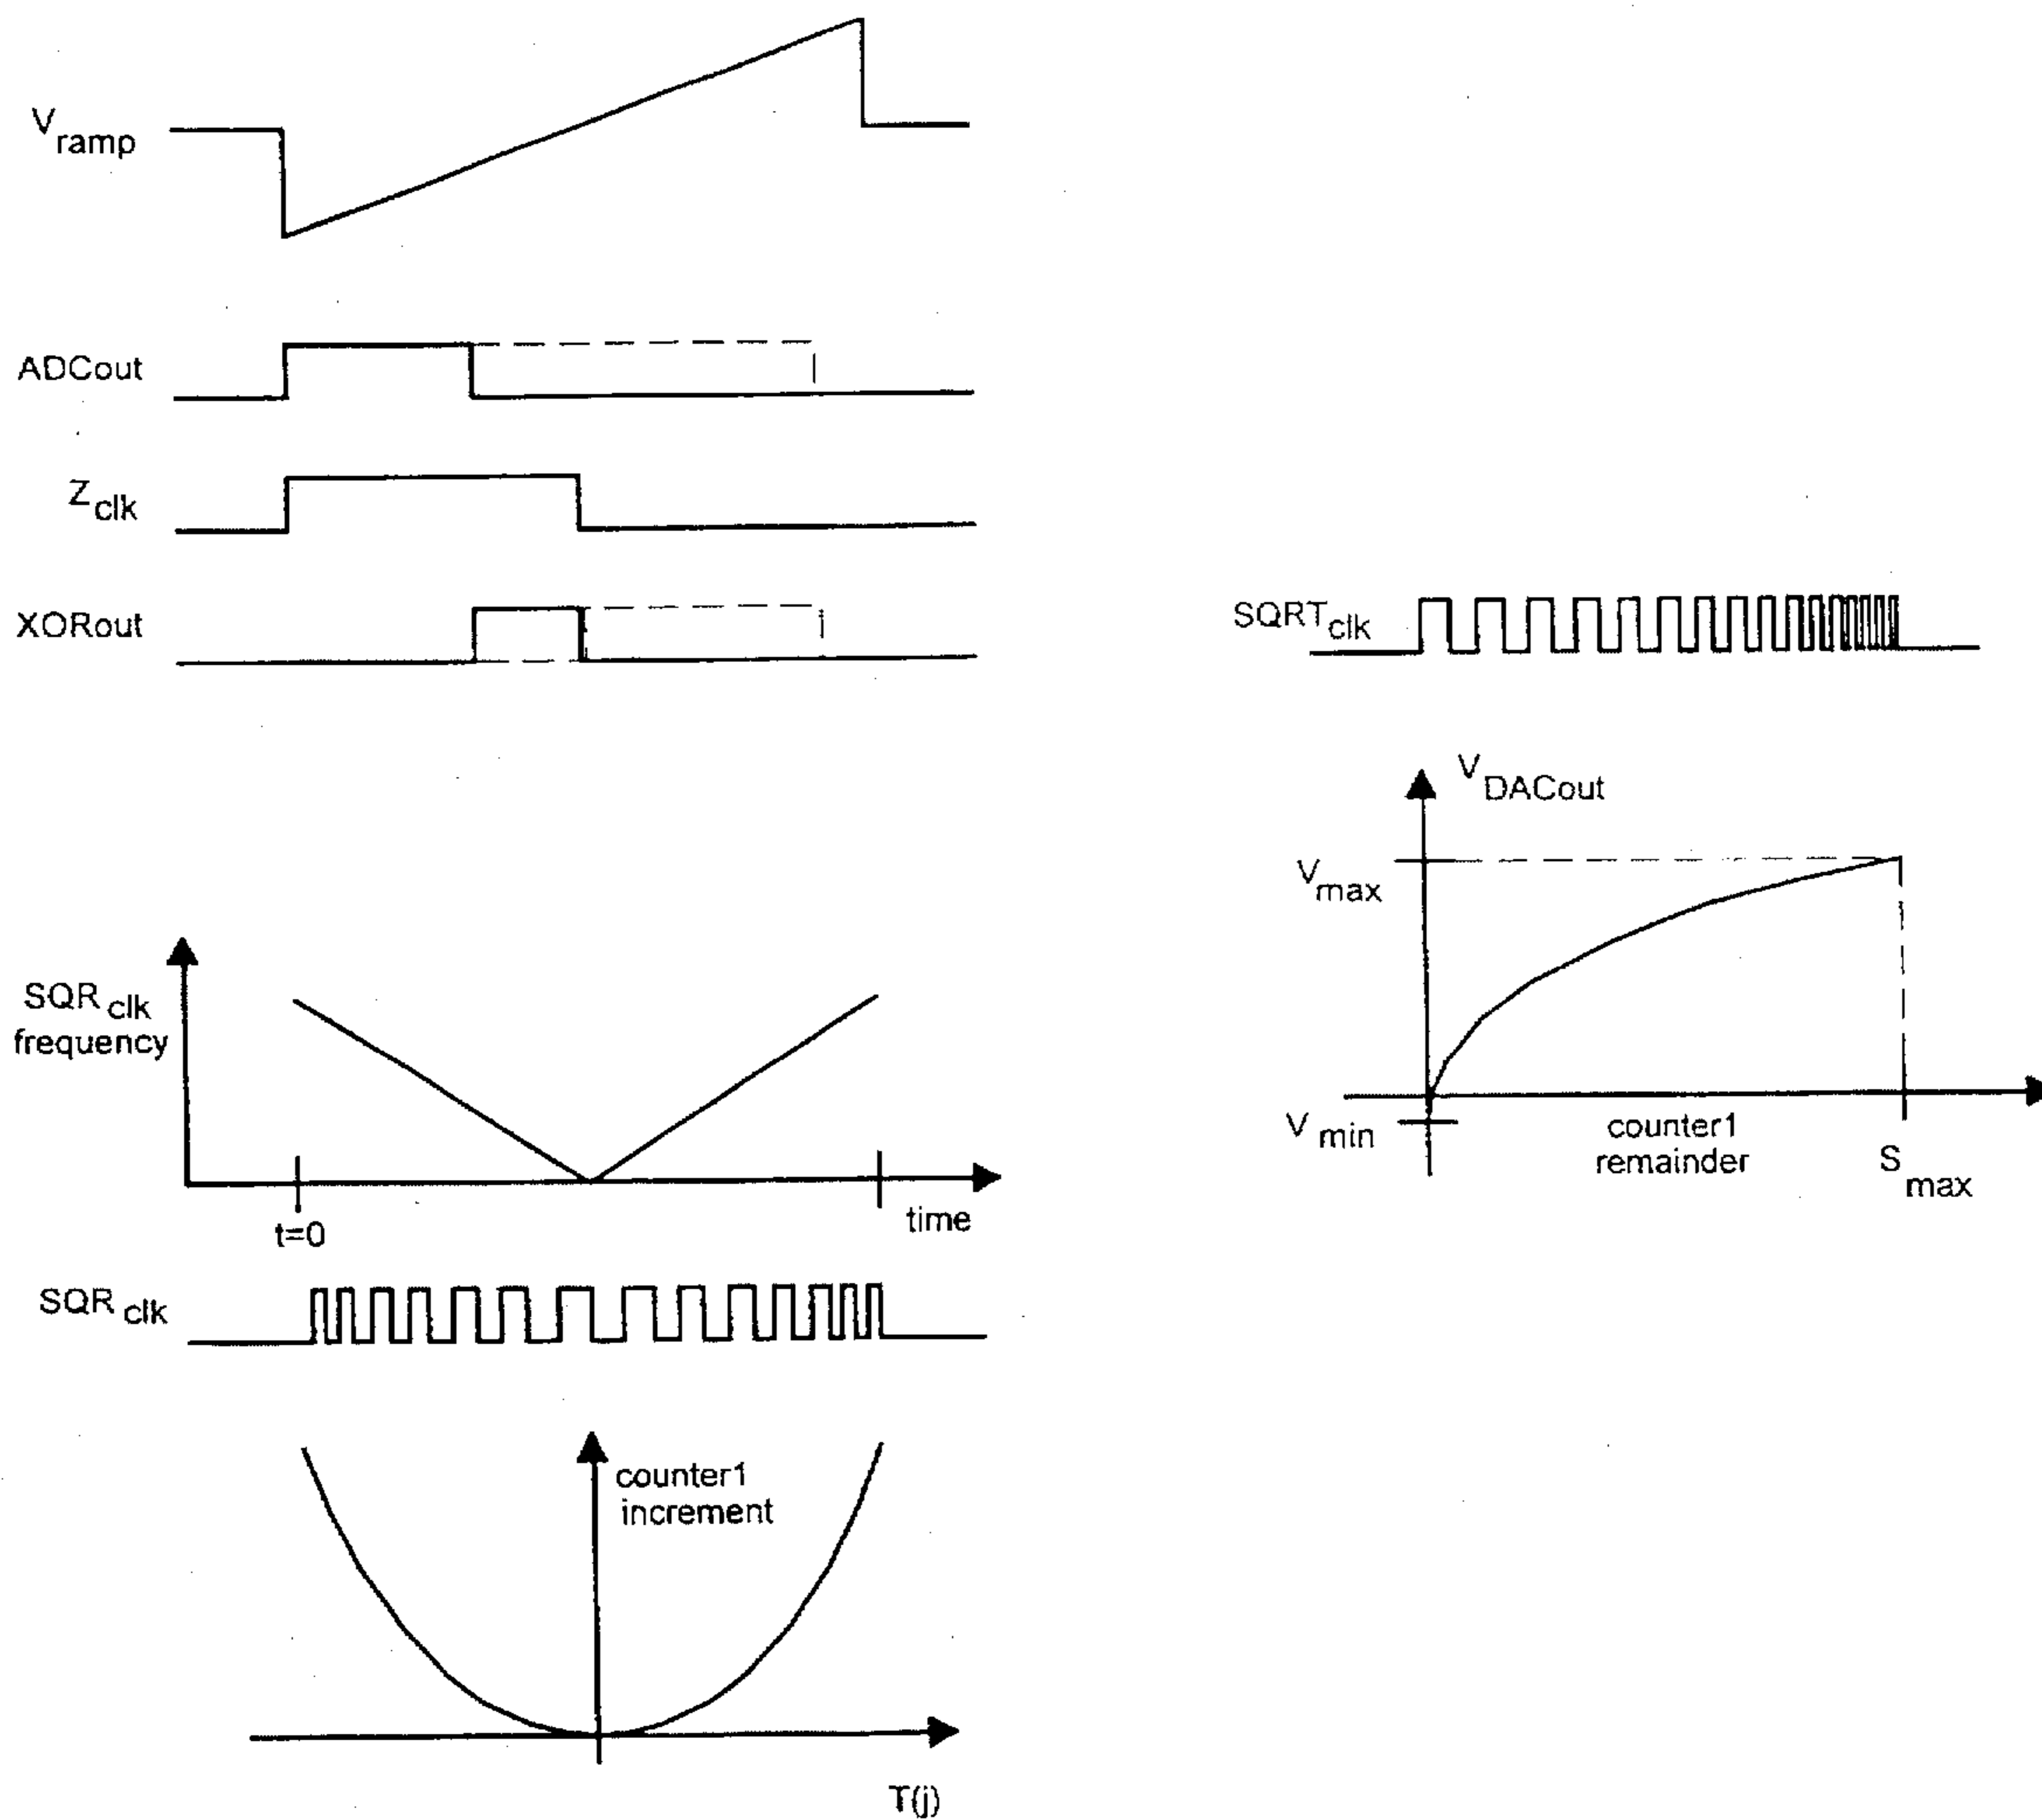 V ramp
ADCout
Z clk
XORout
SQR clk
frequency
t=0
time
SQR clk
counter1
increment
T(j)
SQRT clk
V DACout
V max
V min
counter1
remainder
S max